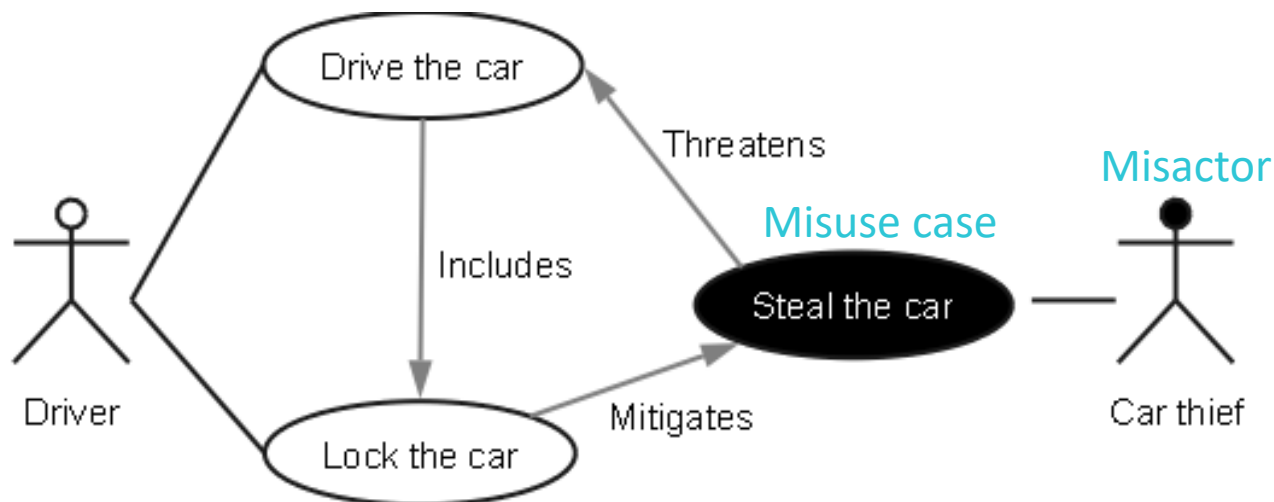 Drive the car
Threatens
Misactor
Misuse case
Includes
Steal the car
Driver
Mitigates
Car thief
Lock the car